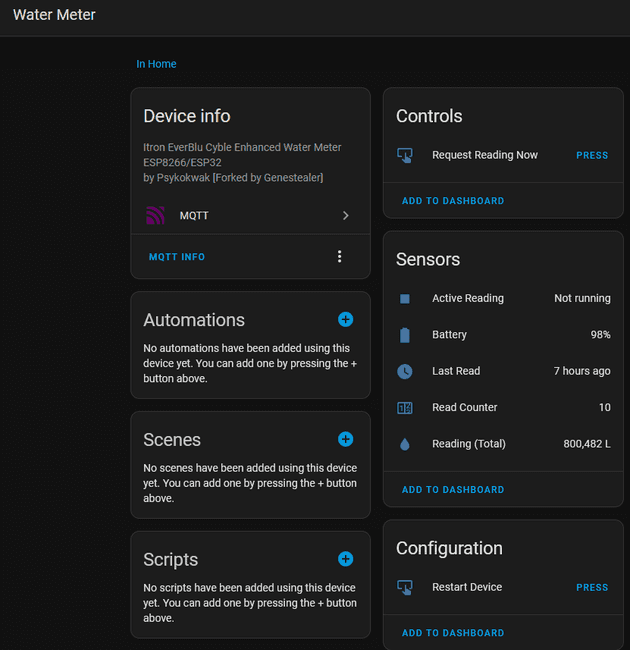 Water Meter
In Home
Device info
Itron EverBlu Cyble Enhanced Water Meter
ESP8266/ESP32
by Psykokwak [Forked by Genestealer]
MQTT
MQTT INFO
Automations
No automations have been added using this
device yet. You can add one by pressing the +
button above.
Scenes
No scenes have been added using this device
yet. You can add one by pressing the + button
above.
Scripts
No scripts have been added using this device
yet. You can add one by pressing the + button
above.
Controls
Request Reading Now PRESS
ADD TO DASHBOARD
Sensors
Active Reading Not running
Battery 98%
Last Read 7 hours ago
Read Counter 10
Reading (Total) 800,482 L
ADD TO DASHBOARD
Configuration
Restart Device PRESS
ADD TO DASHBOARD